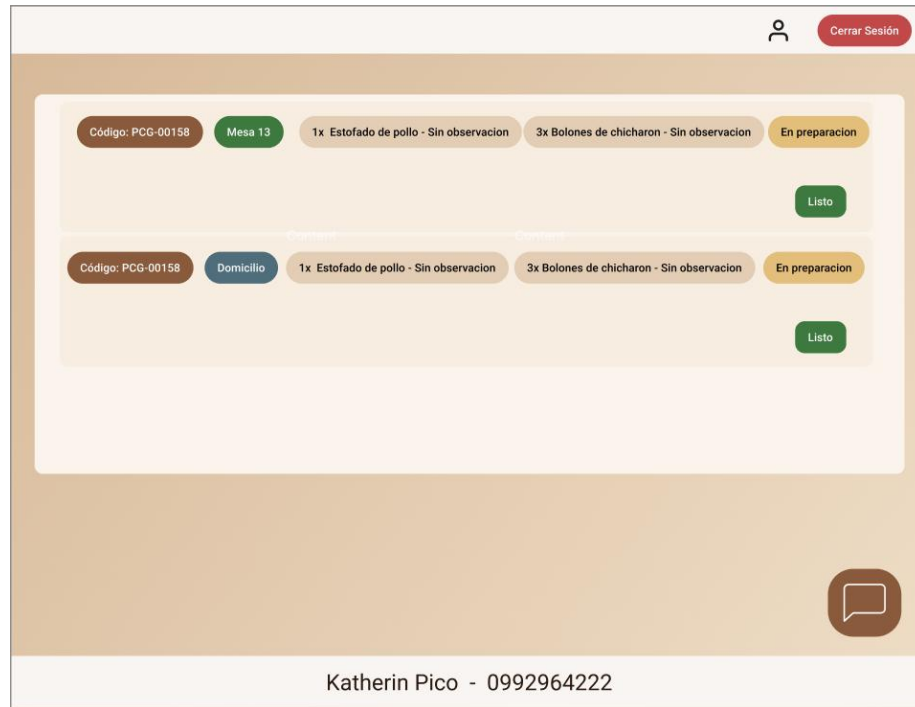 Cerrar Sesión
Código: PCG-00158 Mesa 13 1x Estofado de pollo - Sin observacion 3x Bolones de chicharon - Sin observacion En preparacion
Listo
Código: PCG-00158 Domicilio 1x Estofado de pollo - Sin observacion 3x Bolones de chicharon - Sin observacion En preparacion
Listo
Katherin Pico - 0992964222